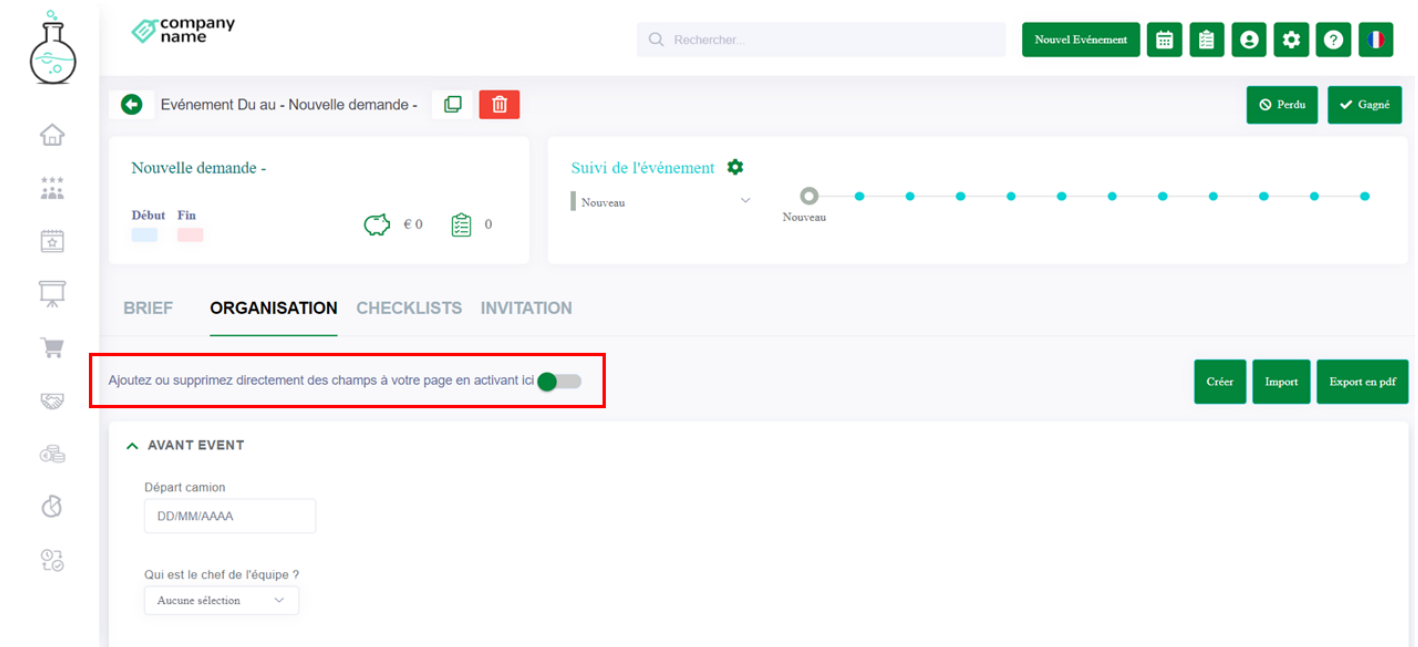 company
name
Rechercher...
Nouvel Evénement
Evénement Du au - Nouvelle demande -
Perdu
Gagné
Nouvelle demande -
Suivi de l'événement
Nouveau
Nouveau
Début Fin
€ 0
0
BRIEF ORGANISATION CHECKLISTS INVITATION
Ajoutez ou supprimez directement des champs à votre page en activant ici
Créer
Import
Export en pdf
AVANT EVENT
Départ camion
DD/MM/AAAA
Qui est le chef de l'équipe ?
Aucune sélection